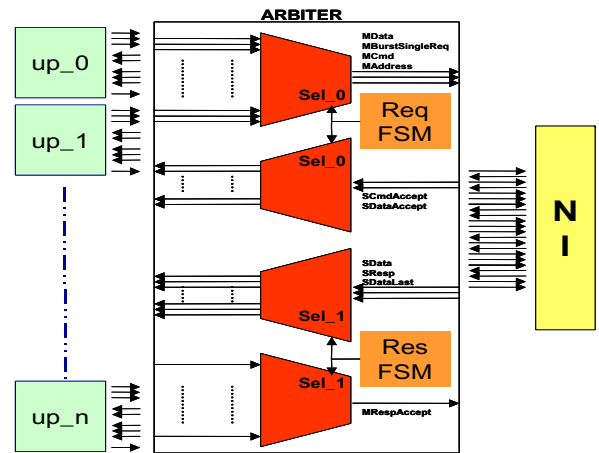 ARBITER
up_0
MData
MBurstSingleReq
MCmd
MAddress
Sel_0
Req
FSM
up_1
Sel_0
SCmdAccept
SDataAccept
N
I
SData
SResp
SDataLast
Sel_1
Res
FSM
Sel_1
up_n
MRespAccept